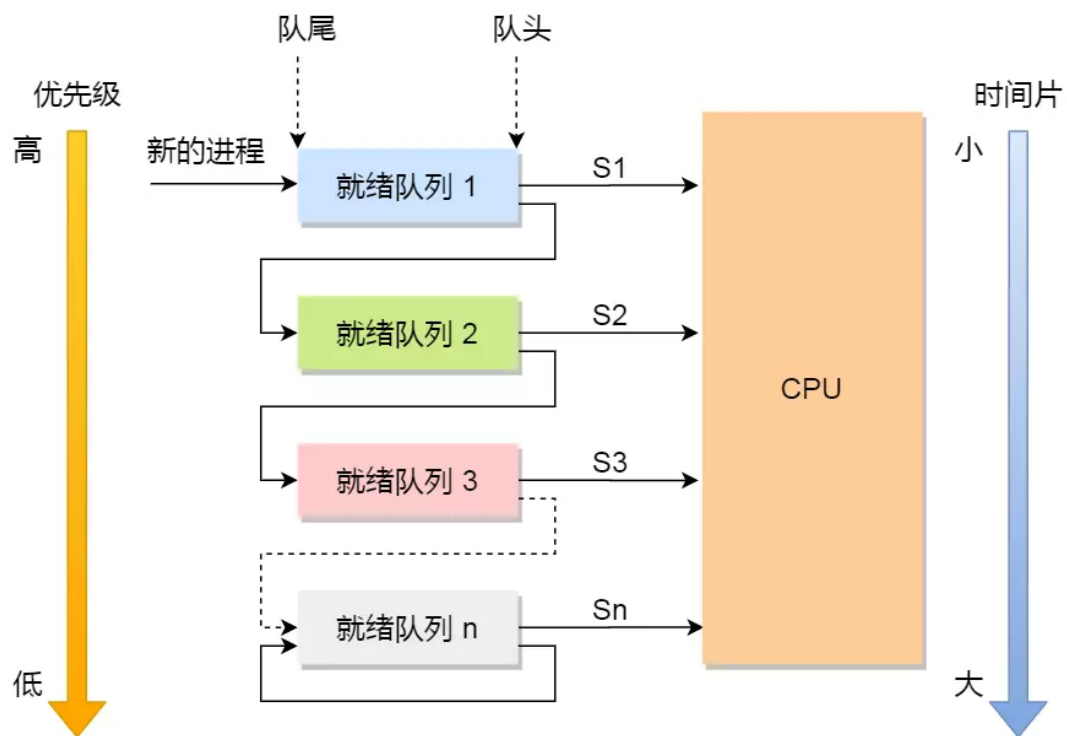 队尾
队头
优先级
时间片
高
新的进程
小
就绪队列 1
S1
就绪队列 2
S2
CPU
就绪队列 3
S3
就绪队列 n
Sn
低
大